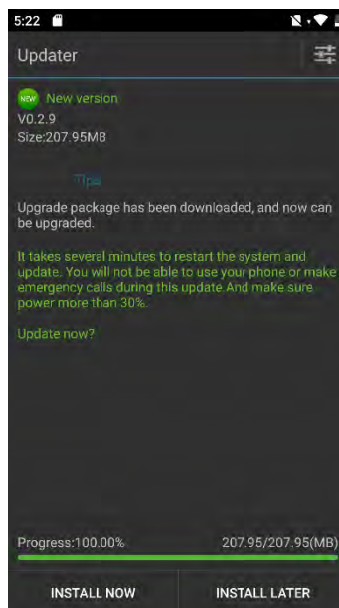 5:22
Updater
NEW New version
V0.2.9
Size:207.95MB
Tips
Upgrade package has been downloaded, and now can
be upgraded.
It takes several minutes to restart the system and
update. You will not be able to use your phone or make
emergency calls during this update.And make sure
power more than 30%.
Update now?
Progress:100.00% 207.95/207.95(MB)
INSTALL NOW INSTALL LATER